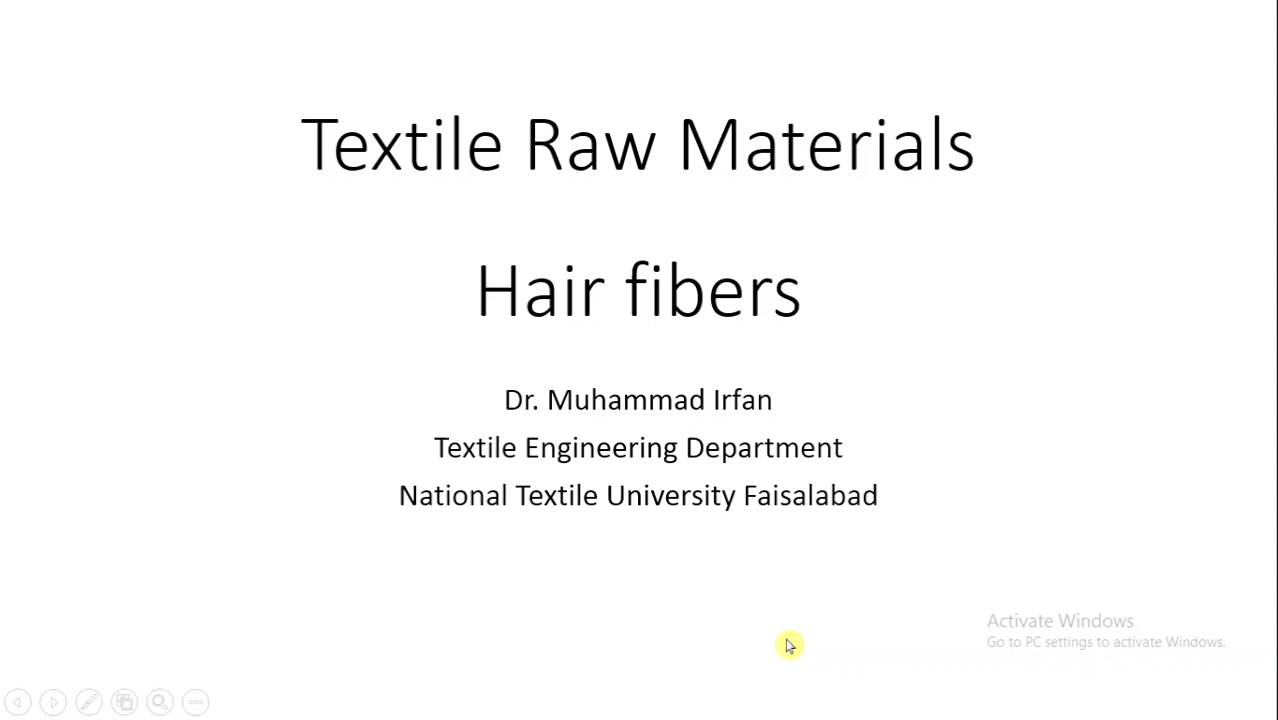 Textile Raw Materials
Hair fibers
Dr. Muhammad Irfan
Textile Engineering Department
National Textile University Faisalabad
Activate Windows
Go to PC settings to activate Windows.